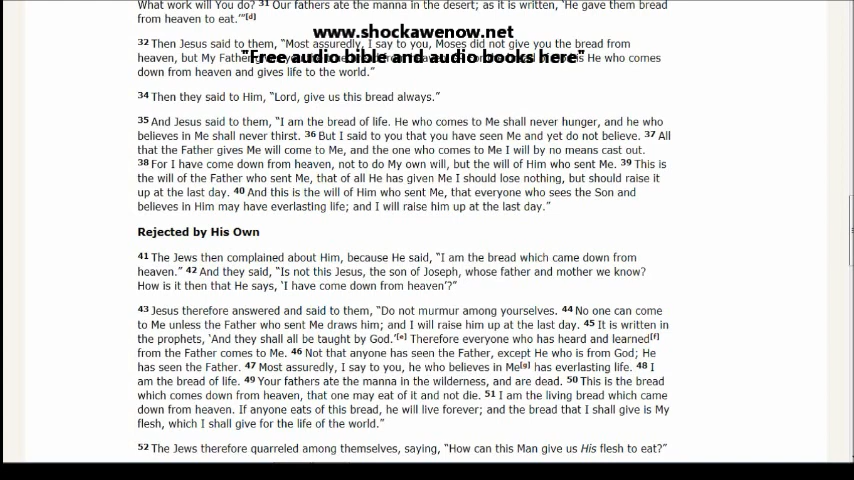 What work will You do? 31 Our fathers ate the manna in the desert; as it is written, ‘He gave them bread
from heaven to eat.’”[d]
www.shockawenow.net
32 Then Jesus said to them, “Most assuredly, I say to you, Moses did not give you the bread from
"Free audio bible and audio books here"
heaven, but My Father is He who comes
down from heaven and gives life to the world.”
34 Then they said to Him, “Lord, give us this bread always.”
35 And Jesus said to them, “I am the bread of life. He who comes to Me shall never hunger, and he who
believes in Me shall never thirst. 36 But I said to you that you have seen Me and yet do not believe. 37 All
that the Father gives Me will come to Me, and the one who comes to Me I will by no means cast out.
38 For I have come down from heaven, not to do My own will, but the will of Him who sent Me. 39 This is
the will of the Father who sent Me, that of all He has given Me I should lose nothing, but should raise it
up at the last day. 40 And this is the will of Him who sent Me, that everyone who sees the Son and
believes in Him may have everlasting life; and I will raise him up at the last day.”
Rejected by His Own
41 The Jews then complained about Him, because He said, “I am the bread which came down from
heaven.” 42 And they said, “Is not this Jesus, the son of Joseph, whose father and mother we know?
How is it then that He says, ‘I have come down from heaven’?”
43 Jesus therefore answered and said to them, “Do not murmur among yourselves. 44 No one can come
to Me unless the Father who sent Me draws him; and I will raise him up at the last day. 45 It is written in
the prophets, ‘And they shall all be taught by God.’[e] Therefore everyone who has heard and learned[f]
from the Father comes to Me. 46 Not that anyone has seen the Father, except He who is from God; He
has seen the Father. 47 Most assuredly, I say to you, he who believes in Me[g] has everlasting life. 48 I
am the bread of life. 49 Your fathers ate the manna in the wilderness, and are dead. 50 This is the bread
which comes down from heaven, that one may eat of it and not die. 51 I am the living bread which came
down from heaven. If anyone eats of this bread, he will live forever; and the bread that I shall give is My
flesh, which I shall give for the life of the world.”
52 The Jews therefore quarreled among themselves, saying, “How can this Man give us His flesh to eat?”